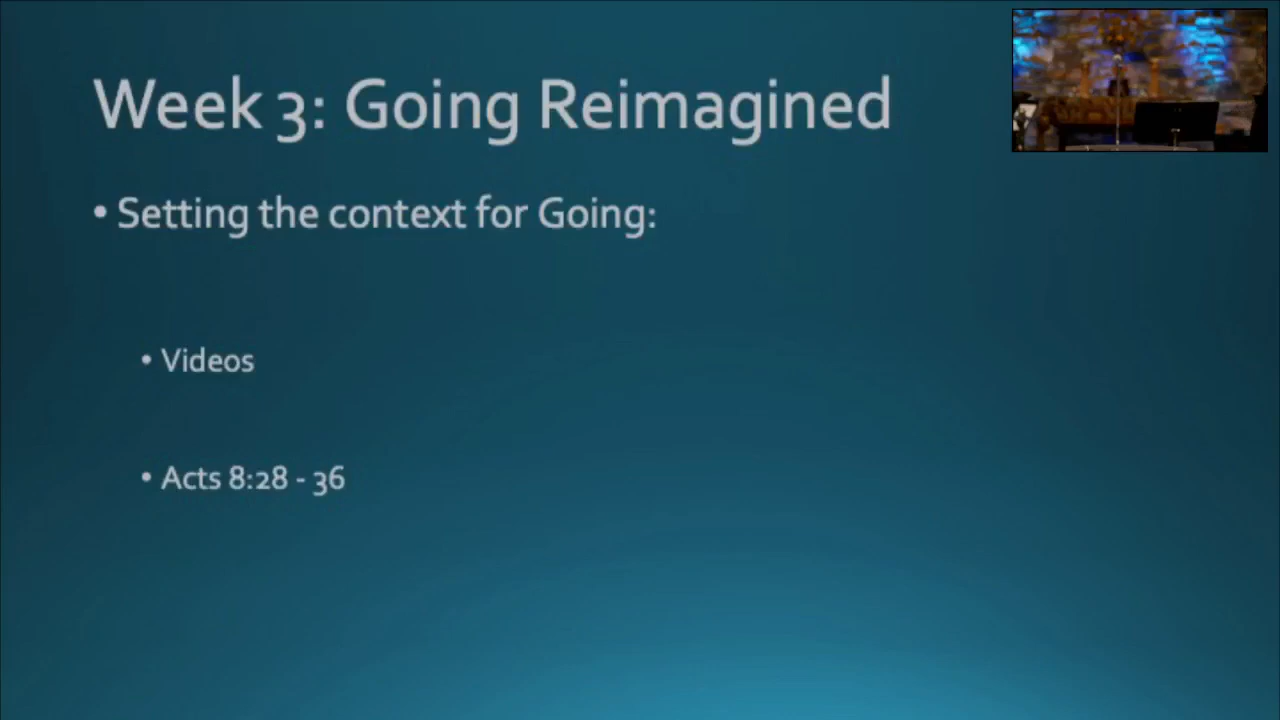 Week 3: Going Reimagined
• Setting the context for Going:
• Videos
• Acts 8:28 - 36